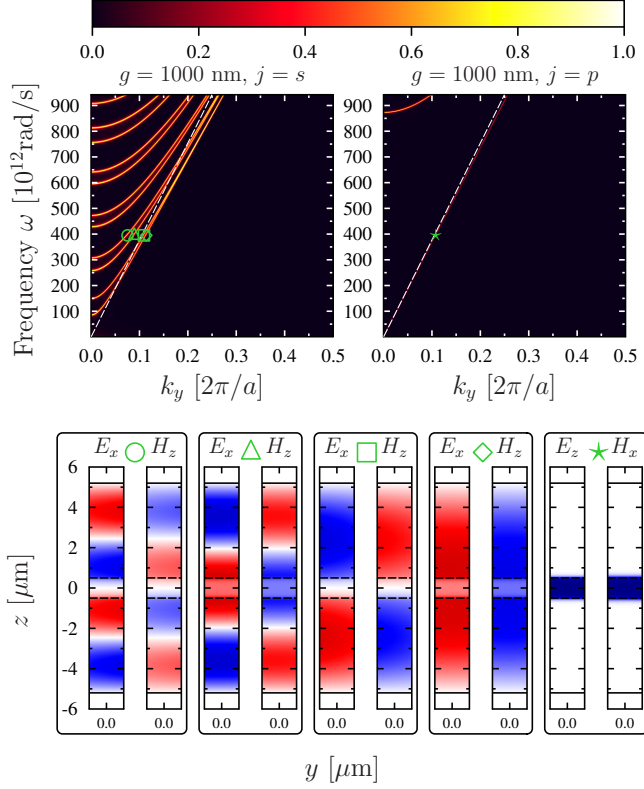 0.0 0.2 0.4 0.6 0.8 1.0
g = 1000 nm, j = s
g = 1000 nm, j = p
Frequency ω [10¹²rad/s]
900
800
700
600
500
400
300
200
100
0.0 0.1 0.2 0.3 0.4 0.5
k_y [2π/a]
900
800
700
600
500
400
300
200
100
0.0 0.1 0.2 0.3 0.4 0.5
k_y [2π/a]
E_x H_z
E_x H_z
E_x H_z
E_x H_z
E_z H_x
z [μm]
6
4
2
0
-2
-4
-6
0.0 0.0 0.0 0.0 0.0 0.0 0.0 0.0 0.0 0.0
y [μm]